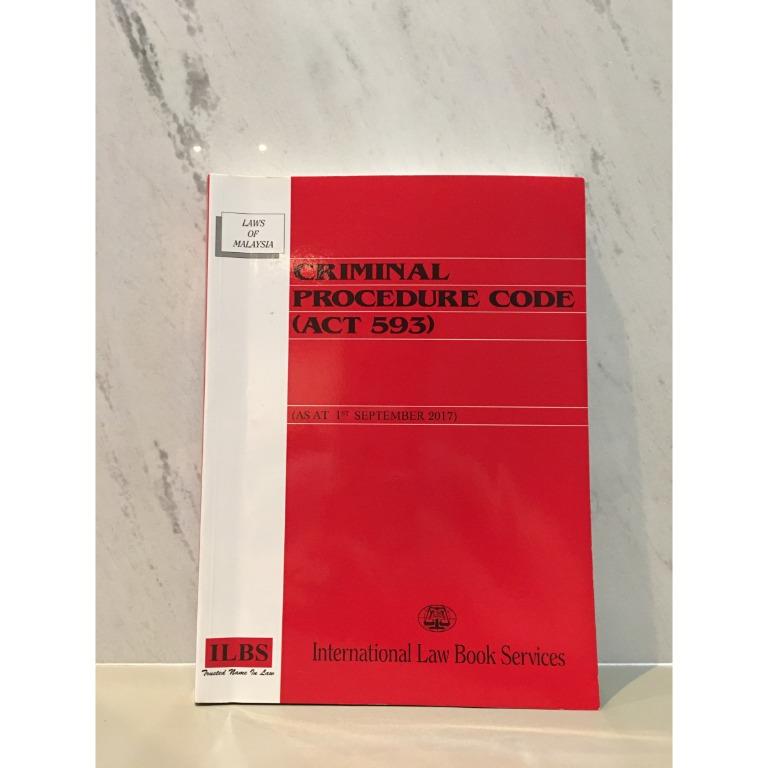 LAWS
OF
MALAYSIA
CRIMINAL
PROCEDURE CODE
(ACT 593)
(AS AT 1ST SEPTEMBER 2017)
International Law Book Services
ILBS
Trusted Name In Law